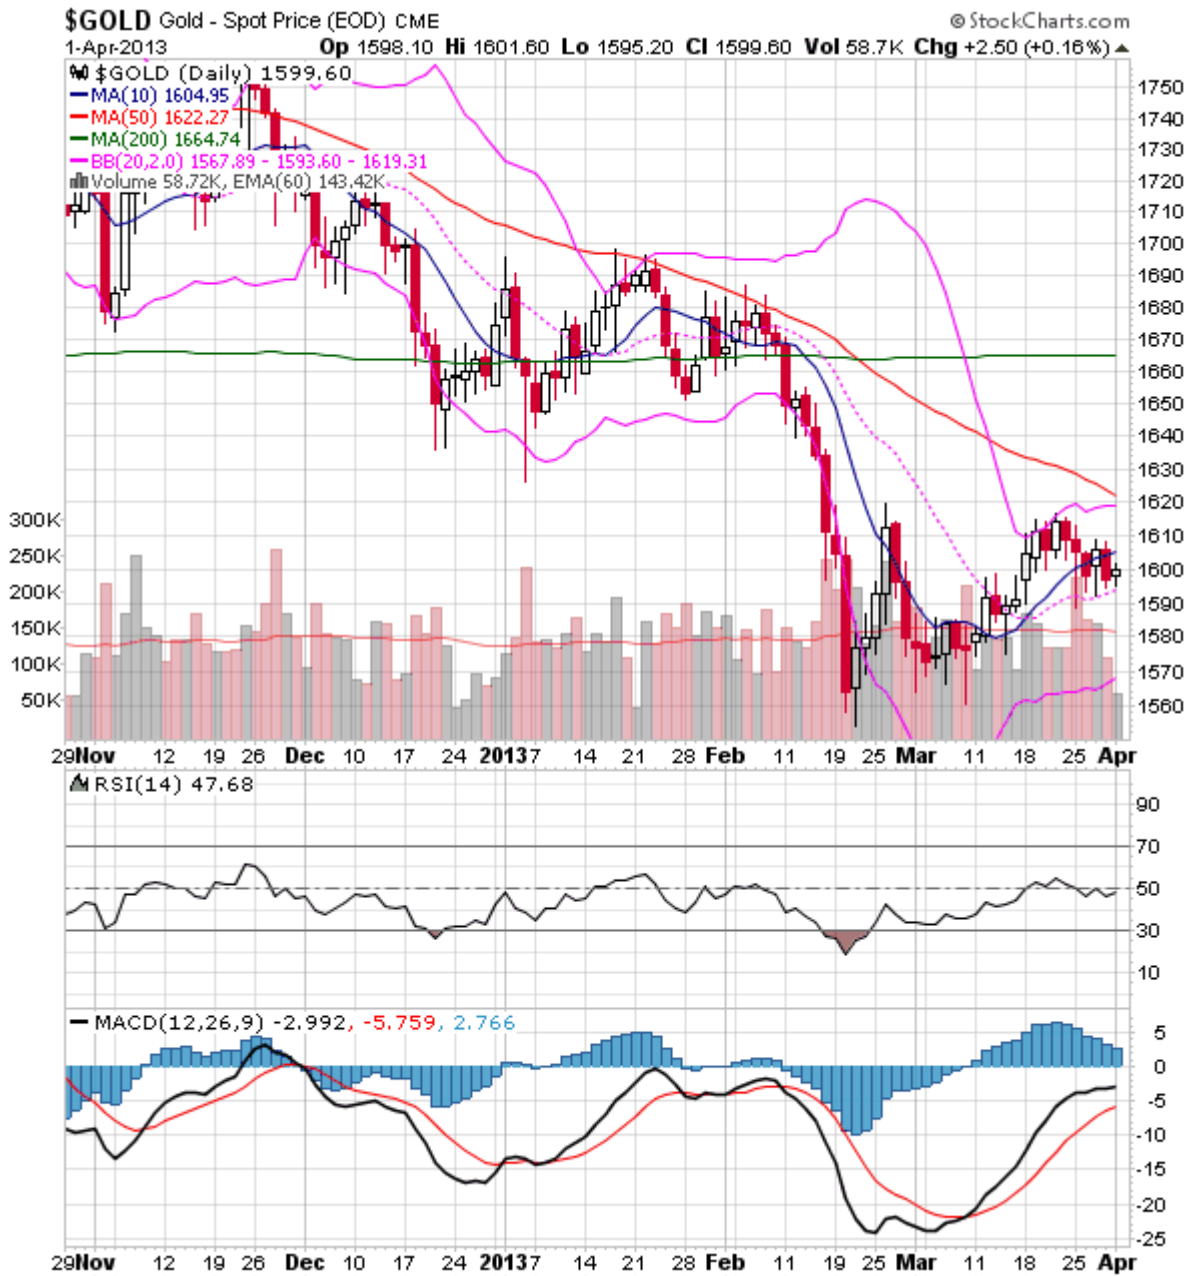 $GOLD Gold - Spot Price (EOD) CME © StockCharts.com
1-Apr-2013 Op 1598.10 Hi 1601.60 Lo 1595.20 Cl 1599.60 Vol 58.7K Chg +2.50 (+0.16%)
$GOLD (Daily) 1599.60
MA(10) 1604.95
MA(50) 1622.27
MA(200) 1664.74
BB(20,2.0) 1567.89 - 1593.60 - 1619.31
Volume 58.72K, EMA(60) 143.42K
1750
1740
1730
1720
1710
1700
1690
1680
1670
1660
1650
1640
1630
1620
1610
1600
1590
1580
1570
1560
300K
250K
200K
150K
100K
50K
29 Nov 12 19 26 Dec 10 17 24 2013 7 14 21 28 Feb 11 19 25 Mar 11 18 25 Apr
RSI(14) 47.68
90
70
50
30
10
MACD(12,26,9) -2.992, -5.759, 2.766
5
0
-5
-10
-15
-20
-25
29 Nov 12 19 26 Dec 10 17 24 2013 7 14 21 28 Feb 11 19 25 Mar 11 18 25 Apr